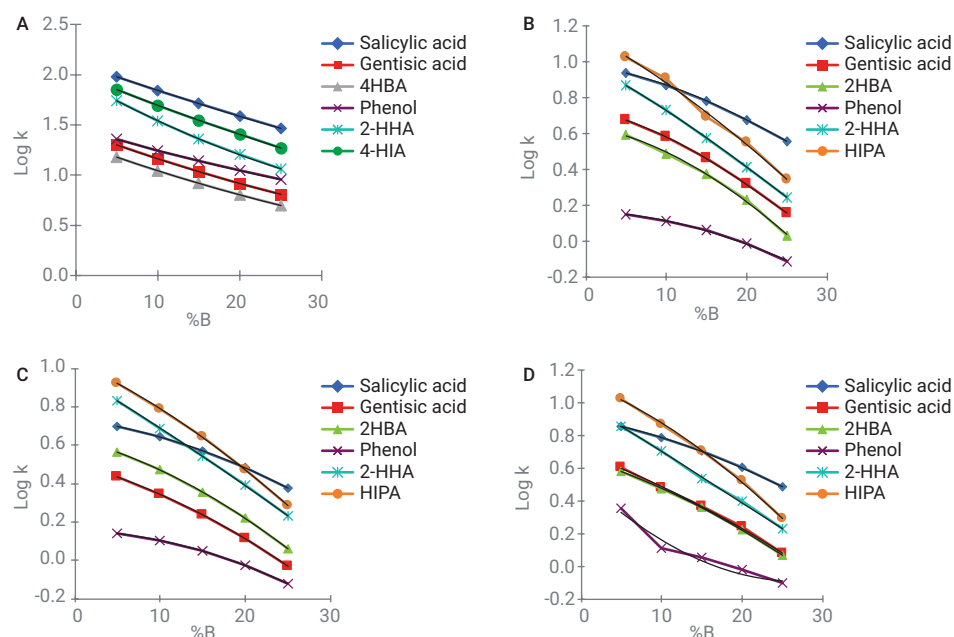 A
2.5
2.0
1.5
1.0
0.5
0.0
Log k
0 10 20 30
%B
Salicylic acid
Gentisic acid
4HBA
Phenol
2-HHA
4-HIA
B
1.2
1.0
0.8
0.6
0.4
0.2
0.0
-0.2
Log k
0 10 20 30
%B
Salicylic acid
Gentisic acid
2HBA
Phenol
2-HHA
HIPA
C
1.0
0.8
0.4
0.2
0.0
-0.2
Log k
0 10 20 30
%B
Salicylic acid
Gentisic acid
2HBA
Phenol
2-HHA
HIPA
D
1.2
1.0
0.8
0.6
0.4
0.2
0.0
-0.2
Log k
0 10 20 30
%B
Salicylic acid
Gentisic acid
2HBA
Phenol
2-HHA
HIPA